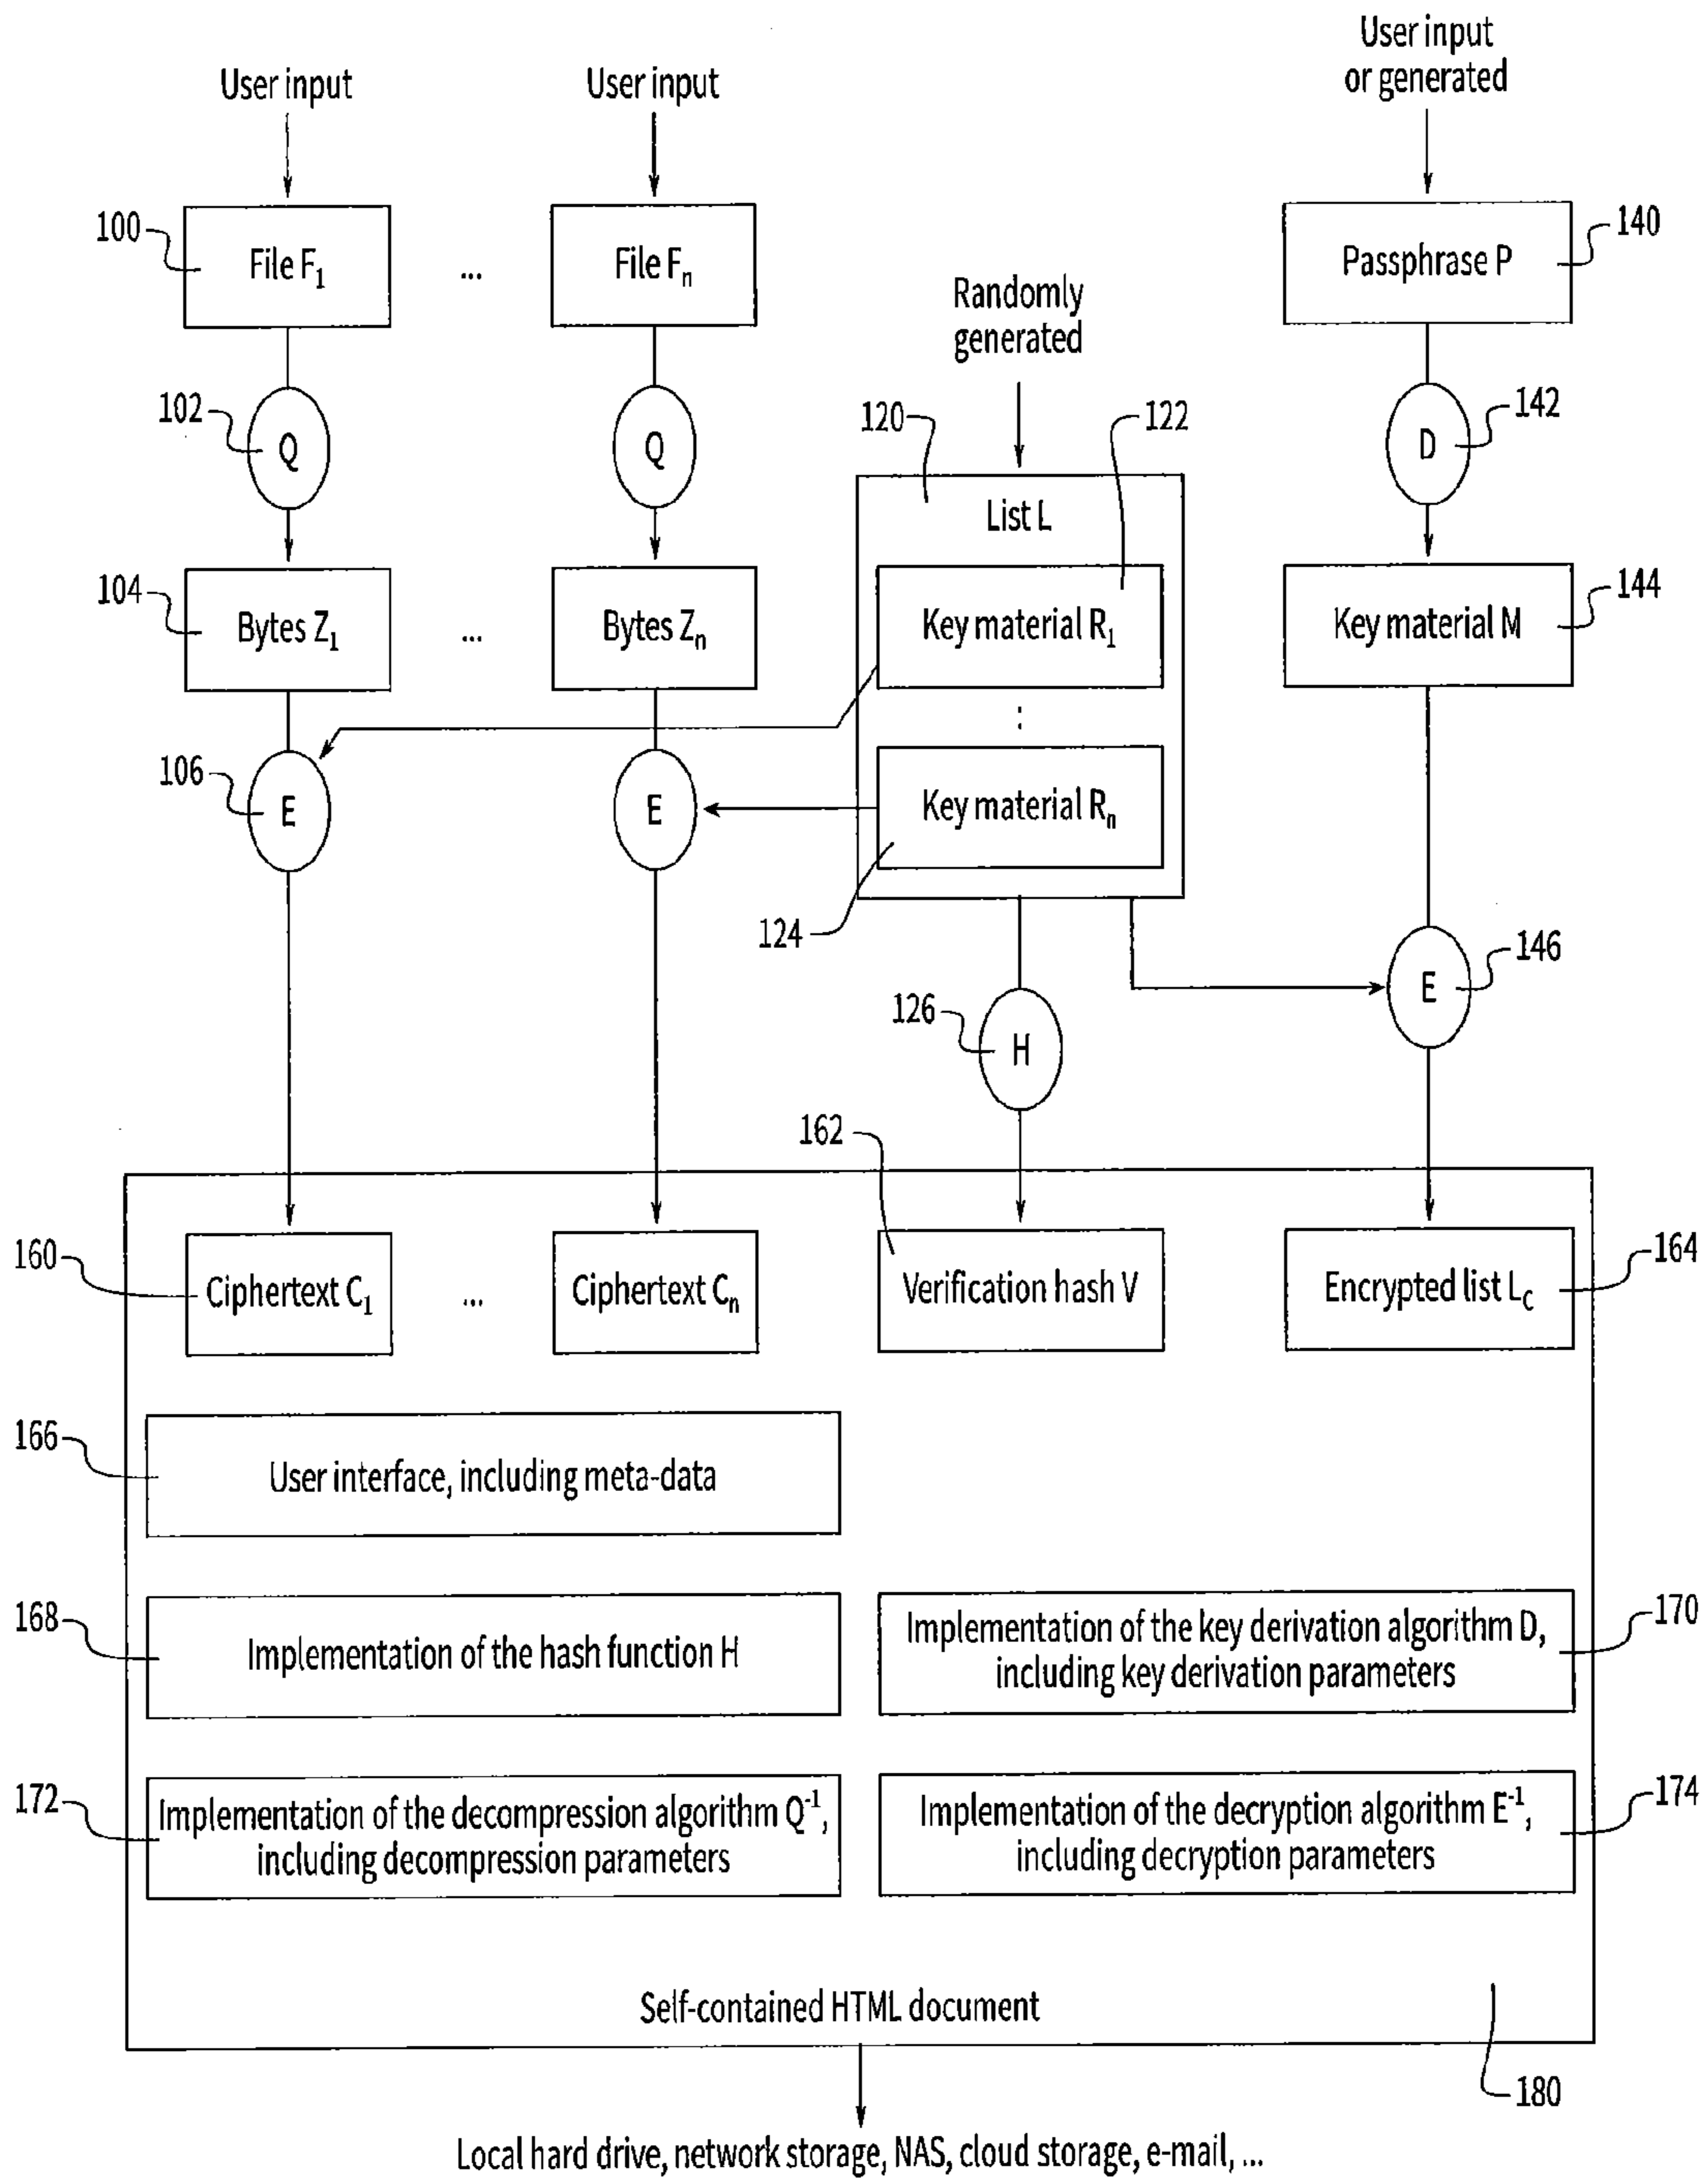 User input
or generated
User input
User input
100
File F₁
...
File Fₙ
Passphrase P
140
Randomly
generated
102
Q
Q
120
122
D
142
List L
104
Bytes Z₁
...
Bytes Zₙ
Key material R₁
Key material M
144
:
106
E
E
Key material Rₙ
124
E
146
126
H
162
160
Ciphertext C₁
...
Ciphertext Cₙ
Verification hash V
Encrypted list L_C
164
166
User interface, including meta-data
168
Implementation of the hash function H
Implementation of the key derivation algorithm D,
including key derivation parameters
170
172
Implementation of the decompression algorithm Q⁻¹,
including decompression parameters
Implementation of the decryption algorithm E⁻¹,
including decryption parameters
174
Self-contained HTML document
180
Local hard drive, network storage, NAS, cloud storage, e-mail, ...